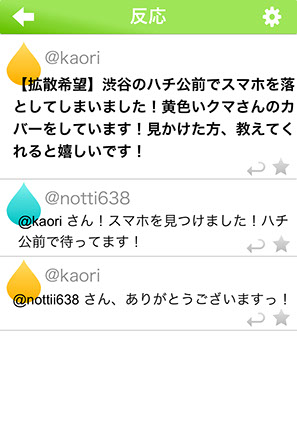 反応
@kaori
【拡散希望】渋谷のハチ公前でスマホを落
としてしまいました！黄色いクマさんのカ
バーをしています！見かけた方、教えてく
れると嬉しいです！
@notti638
@kaori さん！スマホを見つけました！ハチ
公前で待ってます！
@kaori
@nottii638 さん、ありがとうございますっ！